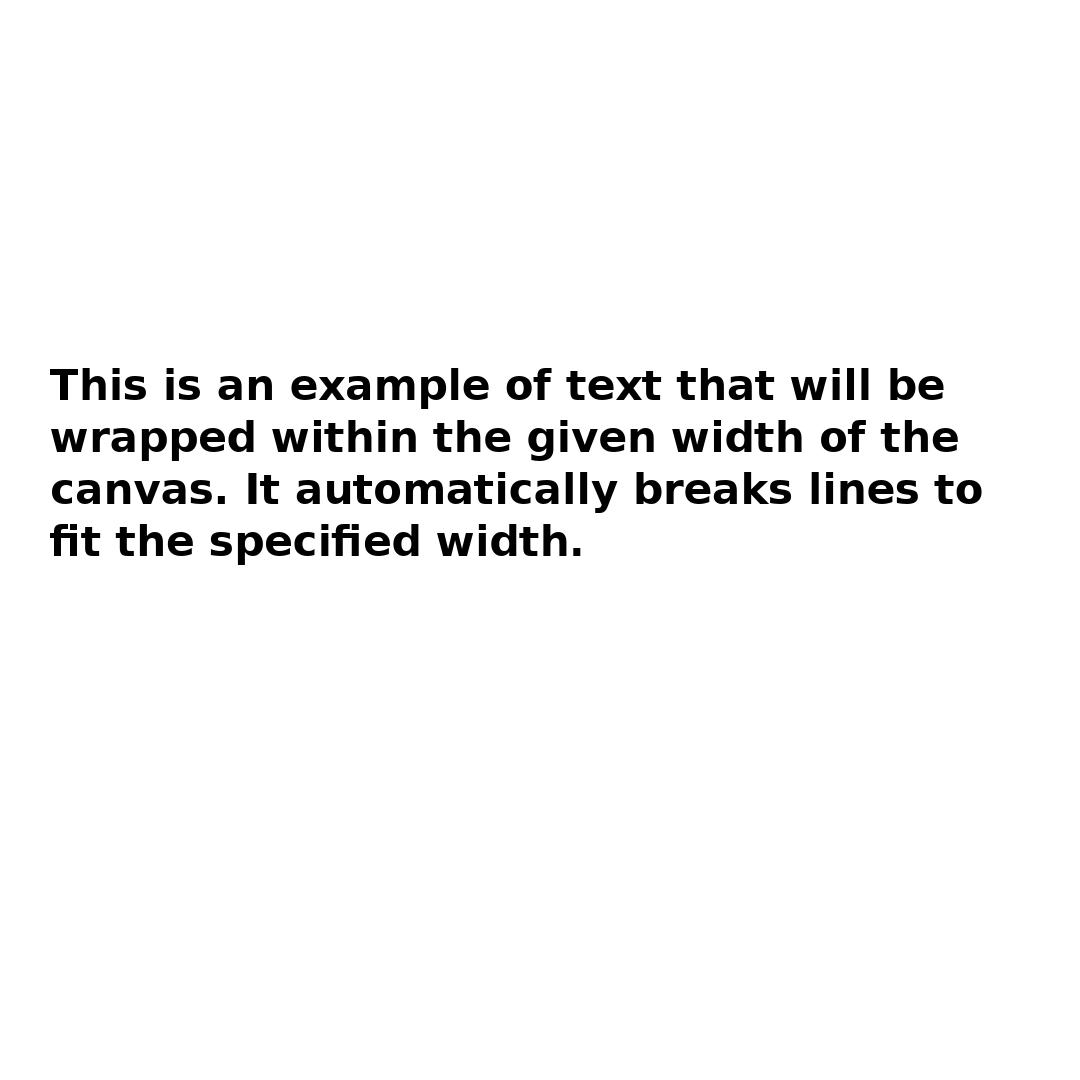 This is an example of text that will be
wrapped within the given width of the
canvas. It automatically breaks lines to
fit the specified width.